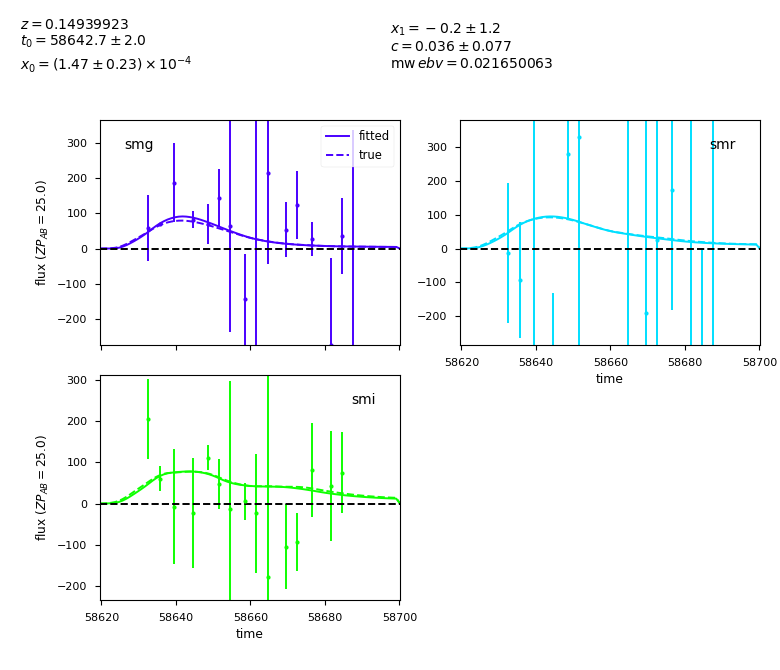 z = 0.14939923
t₀ = 58642.7 ± 2.0
x₀ = (1.47 ± 0.23) × 10⁻⁴
x₁ = − 0.2 ± 1.2
c = 0.036 ± 0.077
mw ebv = 0.021650063
smg
fitted
true
300
200
100
0
−100
−200
flux (ZP_AB = 25.0)
smr
300
200
100
0
−100
−200
58620 58640 58660 58680 58700
time
smi
300
200
100
0
−100
−200
flux (ZP_AB = 25.0)
58620 58640 58660 58680 58700
time